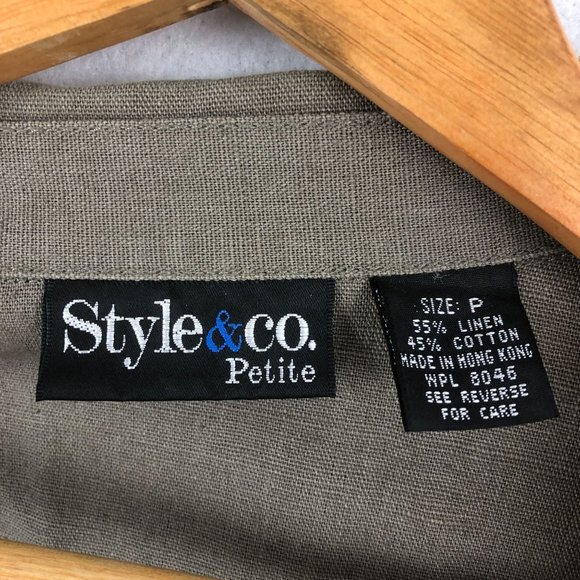 Style&co.
Petite
SIZE: P
55% LINEN
45% COTTON
MADE IN HONG KONG
WPL 8046
SEE REVERSE
FOR CARE